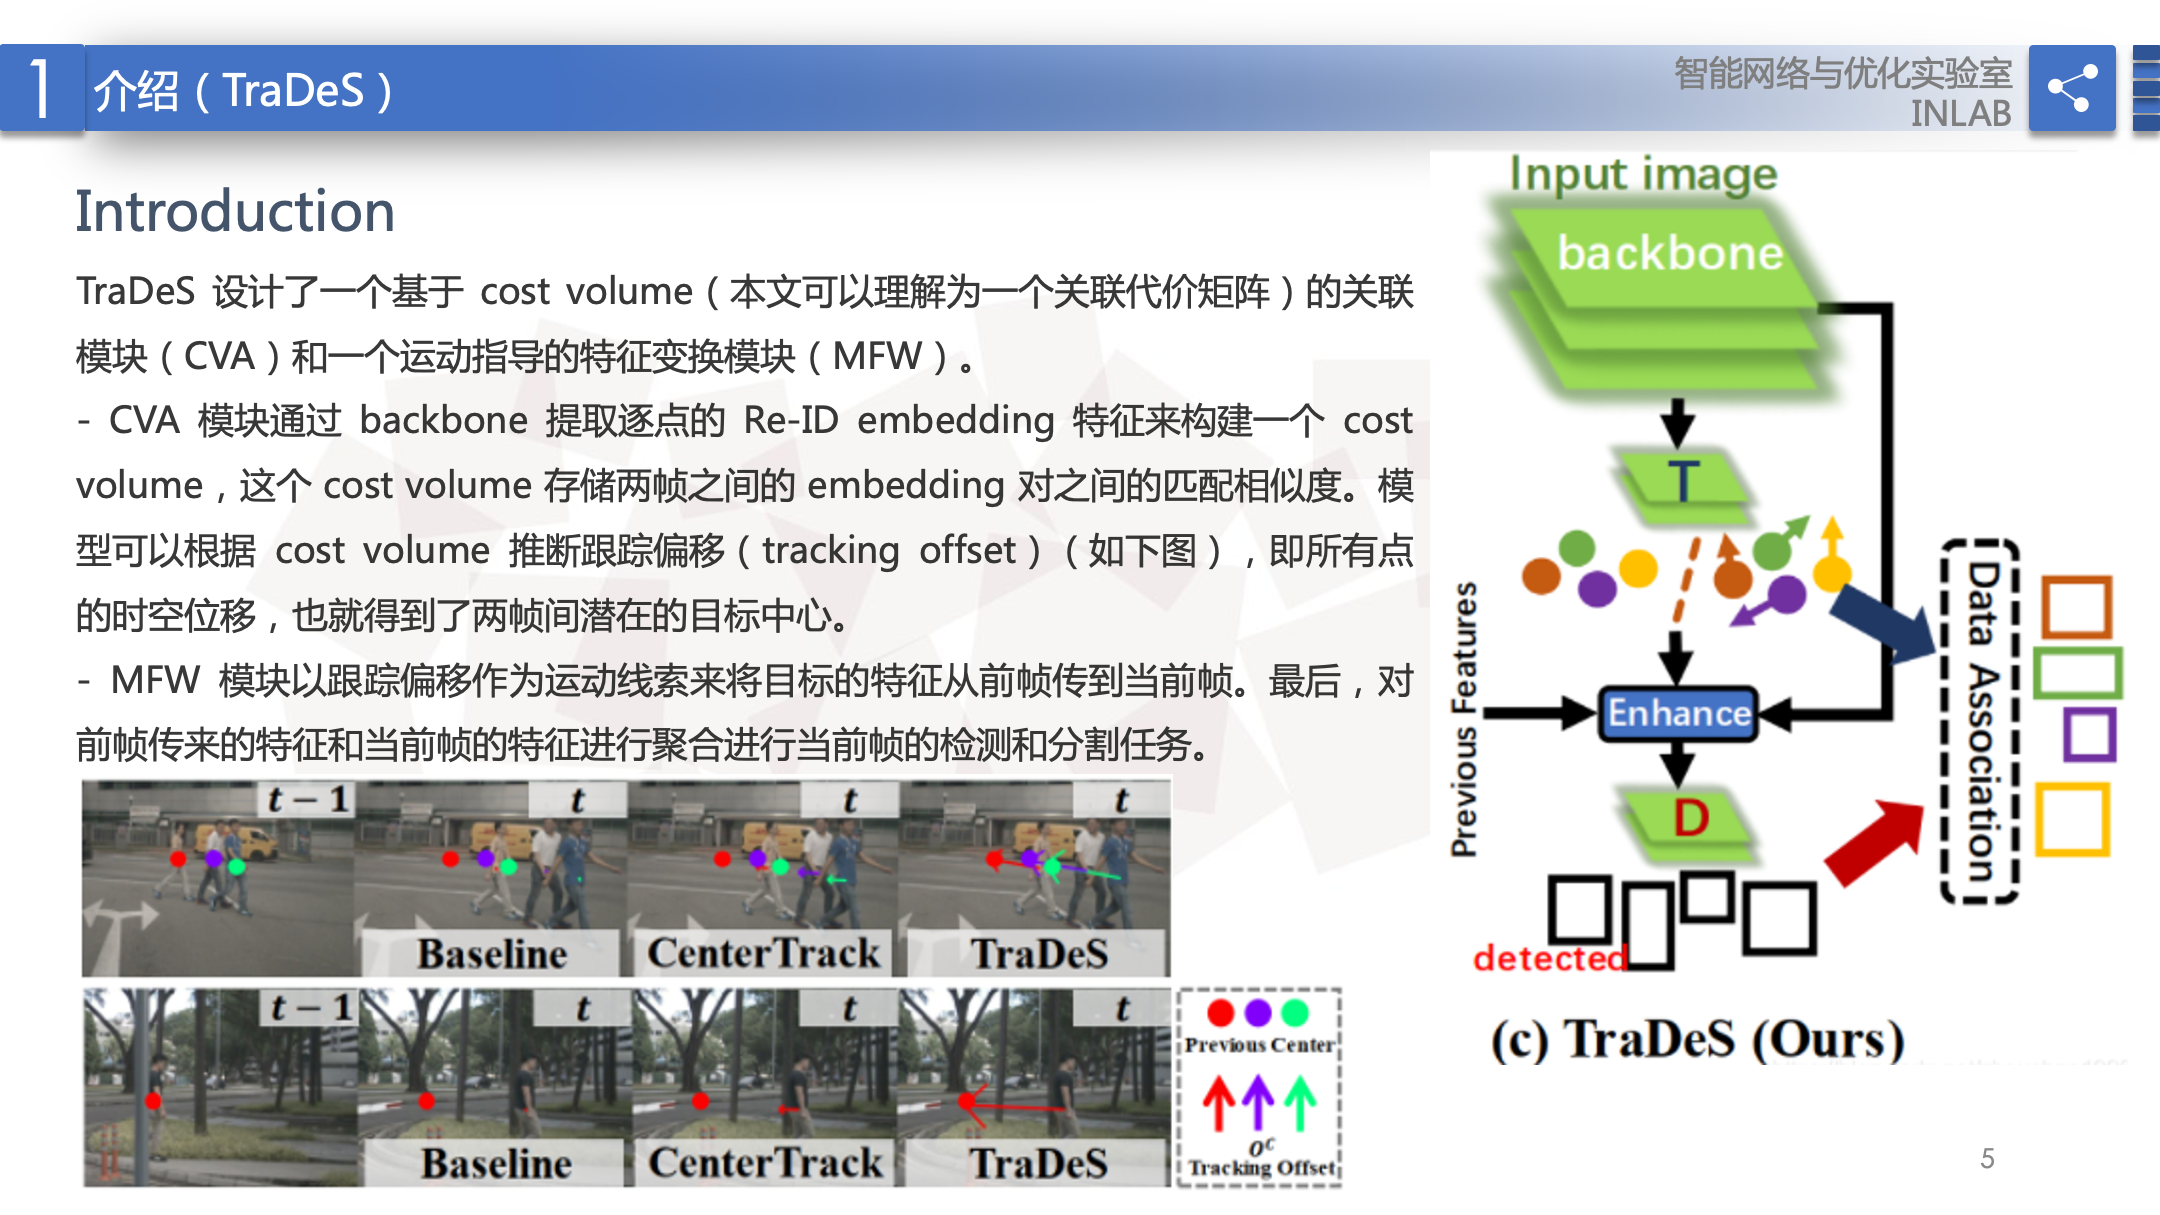 1 介绍（TraDeS）
智能网络与优化实验室
INLAB
Introduction
TraDeS 设计了一个基于 cost volume（本文可以理解为一个关联代价矩阵）的关联
模块（CVA）和一个运动指导的特征变换模块（MFW）。
- CVA 模块通过 backbone 提取逐点的 Re-ID embedding 特征来构建一个 cost
volume，这个 cost volume 存储两帧之间的 embedding 对之间的匹配相似度。模
型可以根据 cost volume 推断跟踪偏移（tracking offset）（如下图），即所有点
的时空位移，也就得到了两帧间潜在的目标中心。
- MFW 模块以跟踪偏移作为运动线索来将目标的特征从前帧传到当前帧。最后，对
前帧传来的特征和当前帧的特征进行聚合进行当前帧的检测和分割任务。
t − 1
t
t
t
Baseline
CenterTrack
TraDeS
t − 1
t
t
t
Baseline
CenterTrack
TraDeS
Previous Center
O^C
Tracking Offset
Input image
backbone
T
Previous Features
Enhance
Data Association
D
detected
(c) TraDeS (Ours)
5